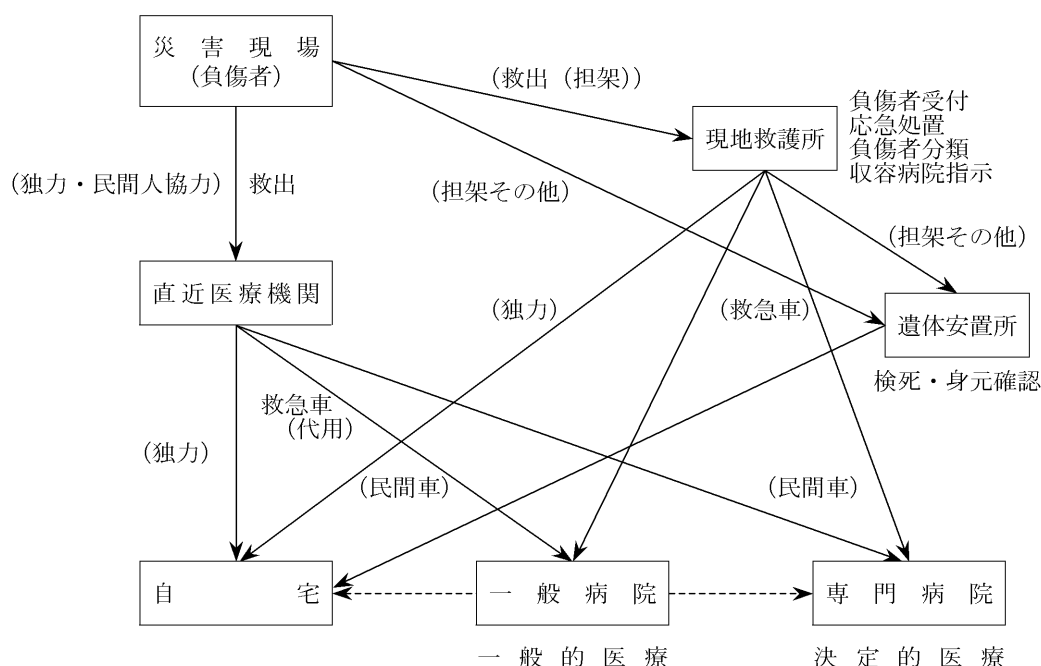 災害現場
(負傷者)
(救出(担架))
現地救護所
負傷者受付
応急処置
負傷者分類
収容病院指示
(独力・民間人協力)
救出
(担架その他)
(担架その他)
直近医療機関
(独力)
(救急車)
遺体安置所
検死・身元確認
救急車
(代用)
(独力)
(民間車)
(民間車)
自宅
一般病院
専門病院
一般的医療
決定的医療